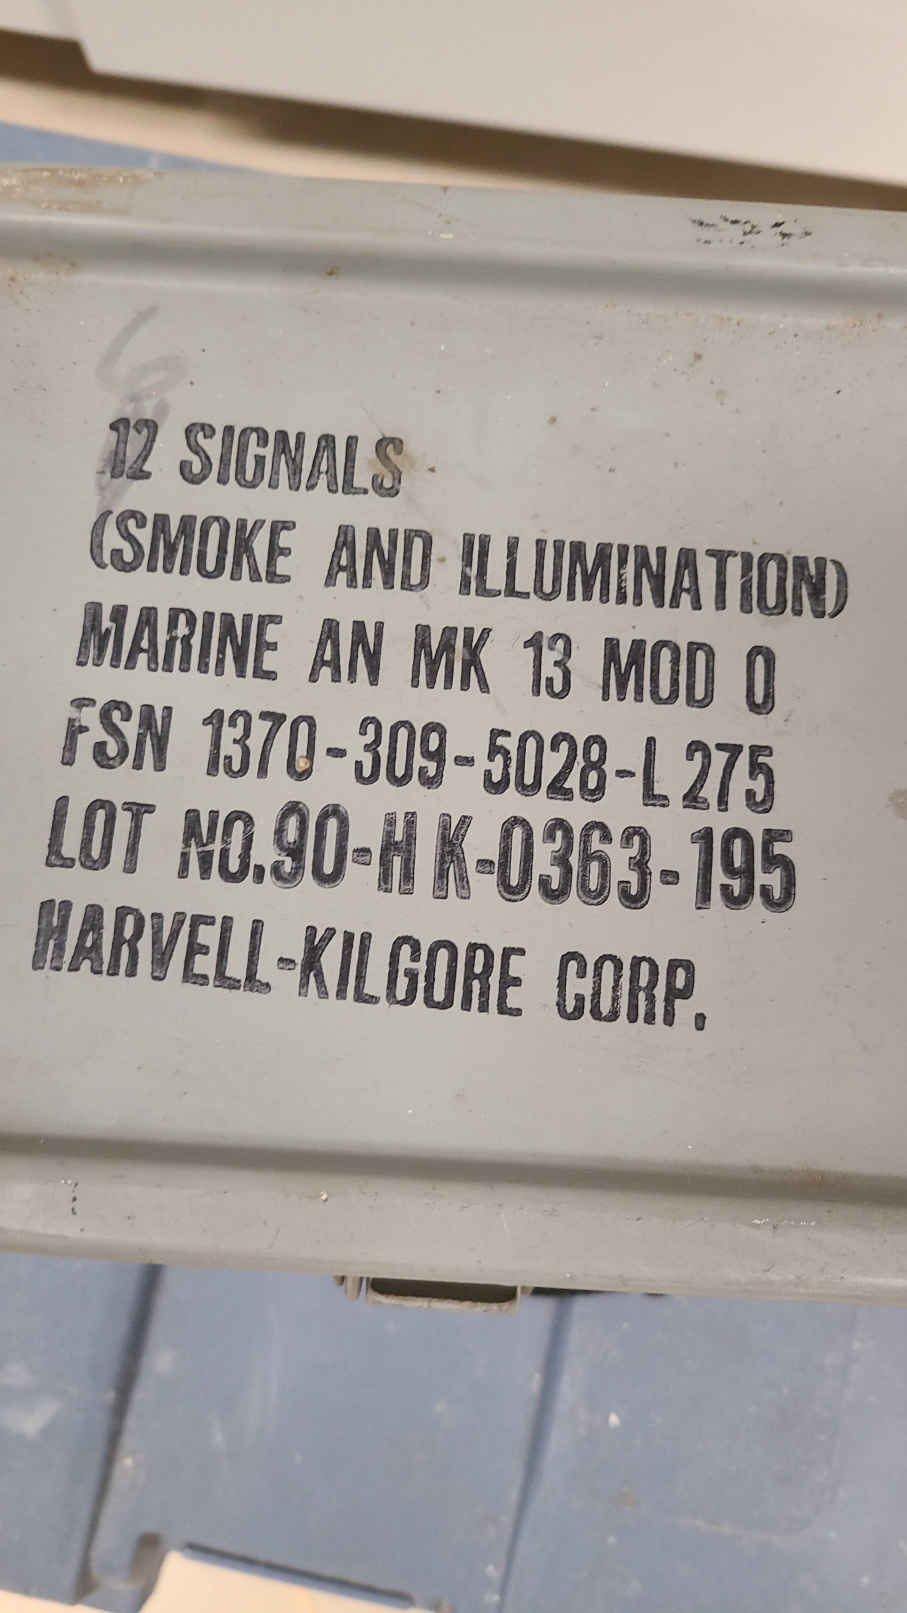 12 SIGNALS
(SMOKE AND ILLUMINATION)
MARINE AN MK 13 MOD 0
FSN 1370-309-5028-L275
LOT NO.90-HK-0363-195
HARVELL-KILGORE CORP.